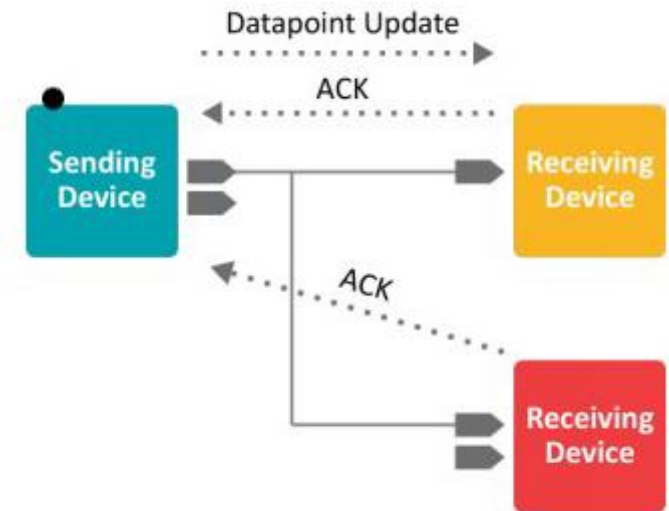 Datapoint Update
ACK
Sending
Device
Receiving
Device
ACK
Receiving
Device